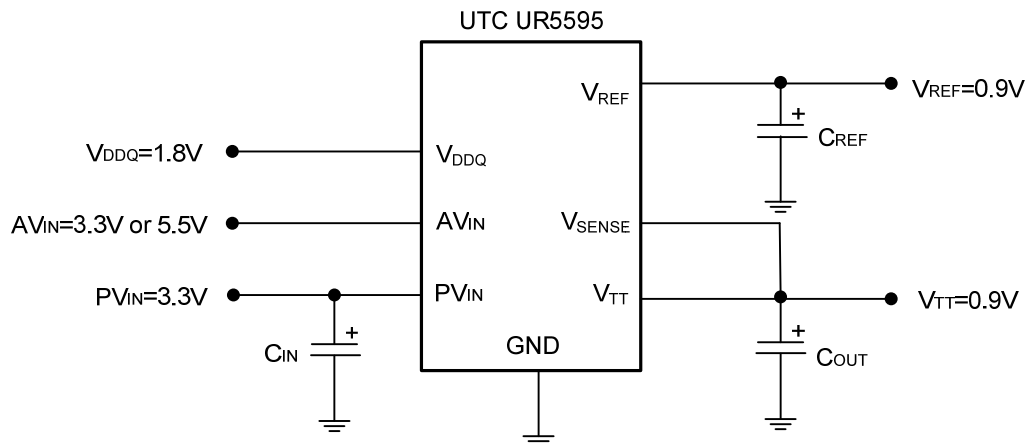 UTC UR5595
VREF
VREF=0.9V
+
CREF
VDDQ=1.8V
VDDQ
AVIN=3.3V or 5.5V
AVIN
VSENSE
PVIN=3.3V
PVIN
VTT
VTT=0.9V
+
CIN
GND
+
COUT